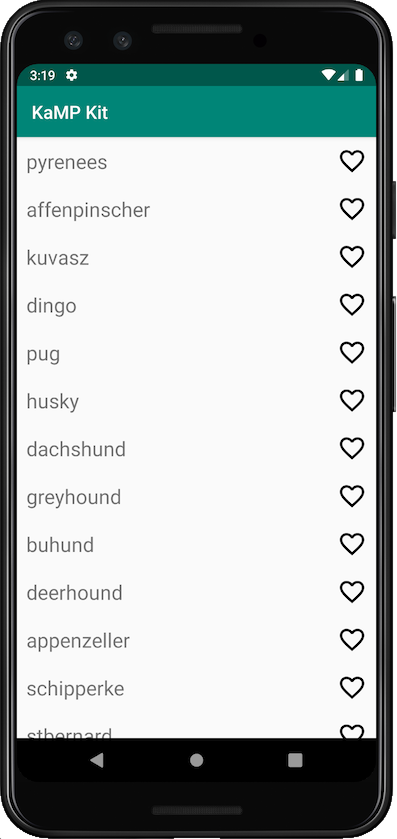 3:19
KaMP Kit
pyrenees
affenpinscher
kuvasz
dingo
pug
husky
dachshund
greyhound
buhund
deerhound
appenzeller
schipperke
stbernard